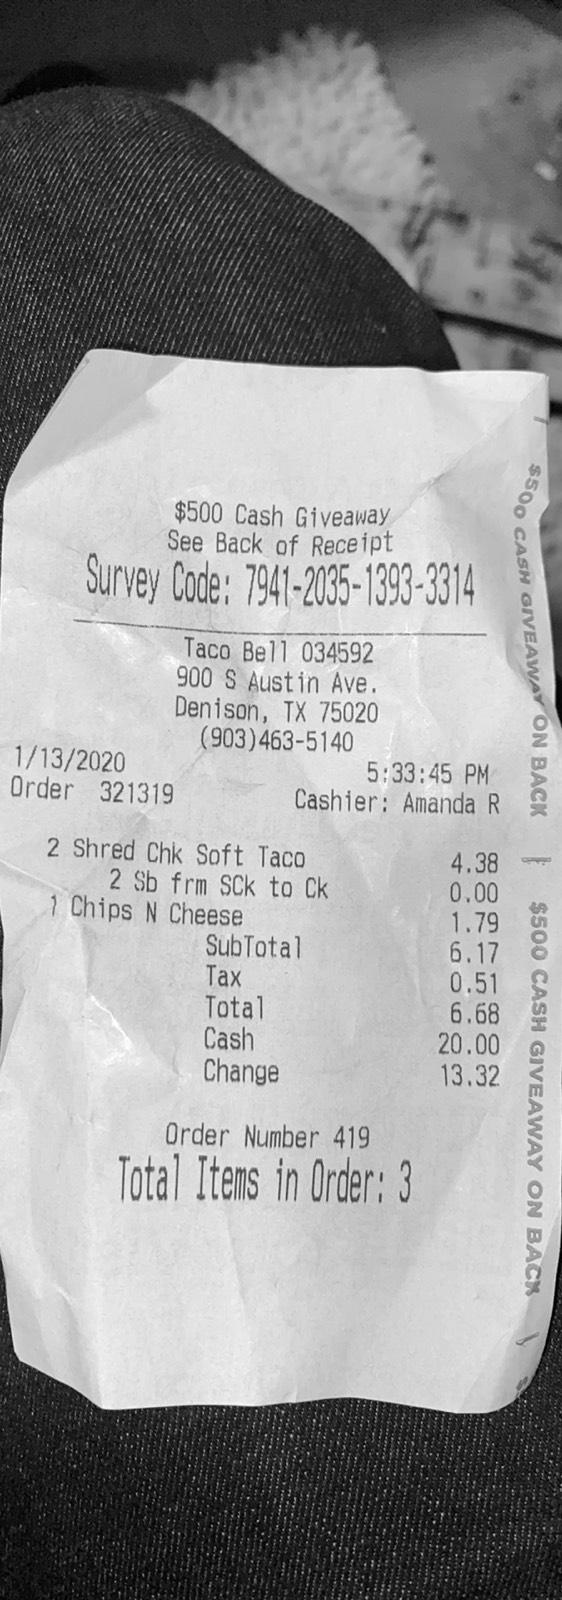 $500 Cash Giveaway
See Back of Receipt
Survey Code: 7941-2035-1393-3314
Taco Bell 034592
900 S Austin Ave.
Denison, TX 75020
(903)463-5140
1/13/2020 5:33:45 PM
Order 321319 Cashier: Amanda R
2 Shred Chk Soft Taco 4.38
2 Sb frm SCk to Ck 0.00
1 Chips N Cheese 1.79
SubTotal 6.17
Tax 0.51
Total 6.68
Cash 20.00
Change 13.32
Order Number 419
Total Items in Order: 3
$500 CASH GIVEAWAY ON BACK
$500 CASH GIVEAWAY ON BACK